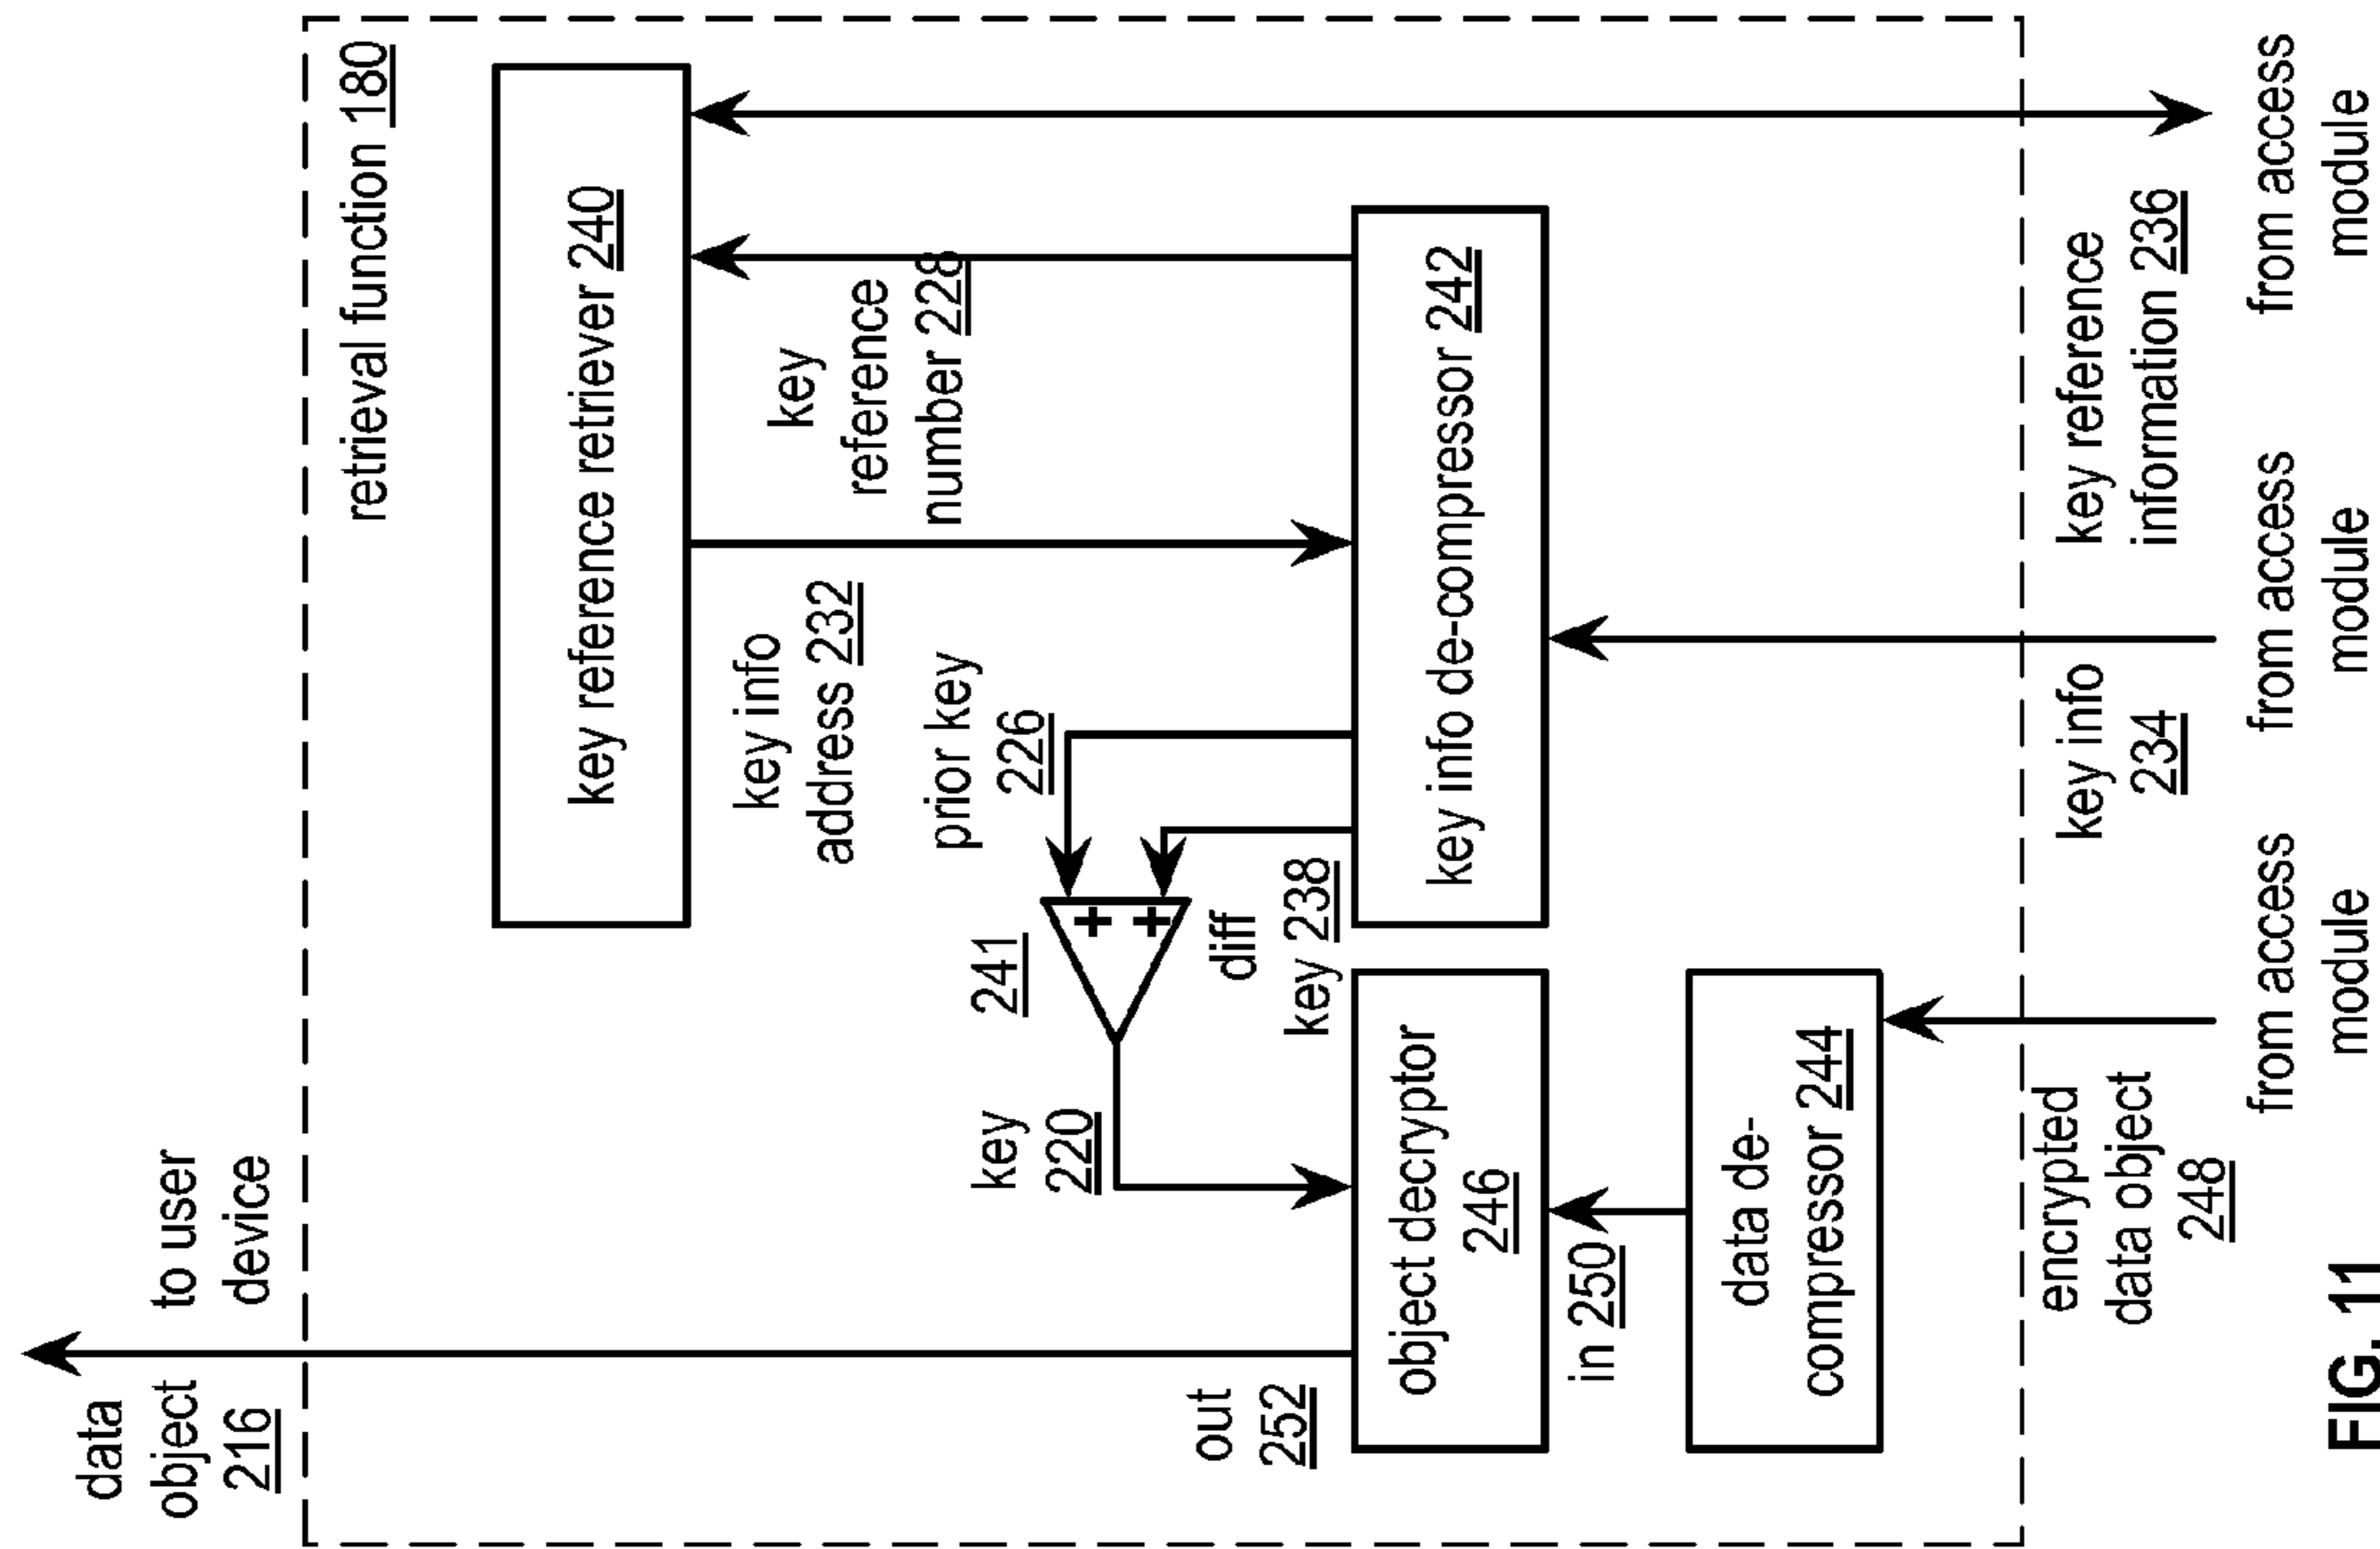 data
object
216
to user
device
retrieval function 180
key reference retriever 240
key info
address 232
key
reference
number 228
prior key
226
241
key
220
diff
key 238
out
252
object decryptor
246
key info de-compressor 242
in 250
data de-
compressor 244
encrypted
data object
248
key info
234
key reference
information 236
from access
module
from access
module
from access
module
FIG. 11